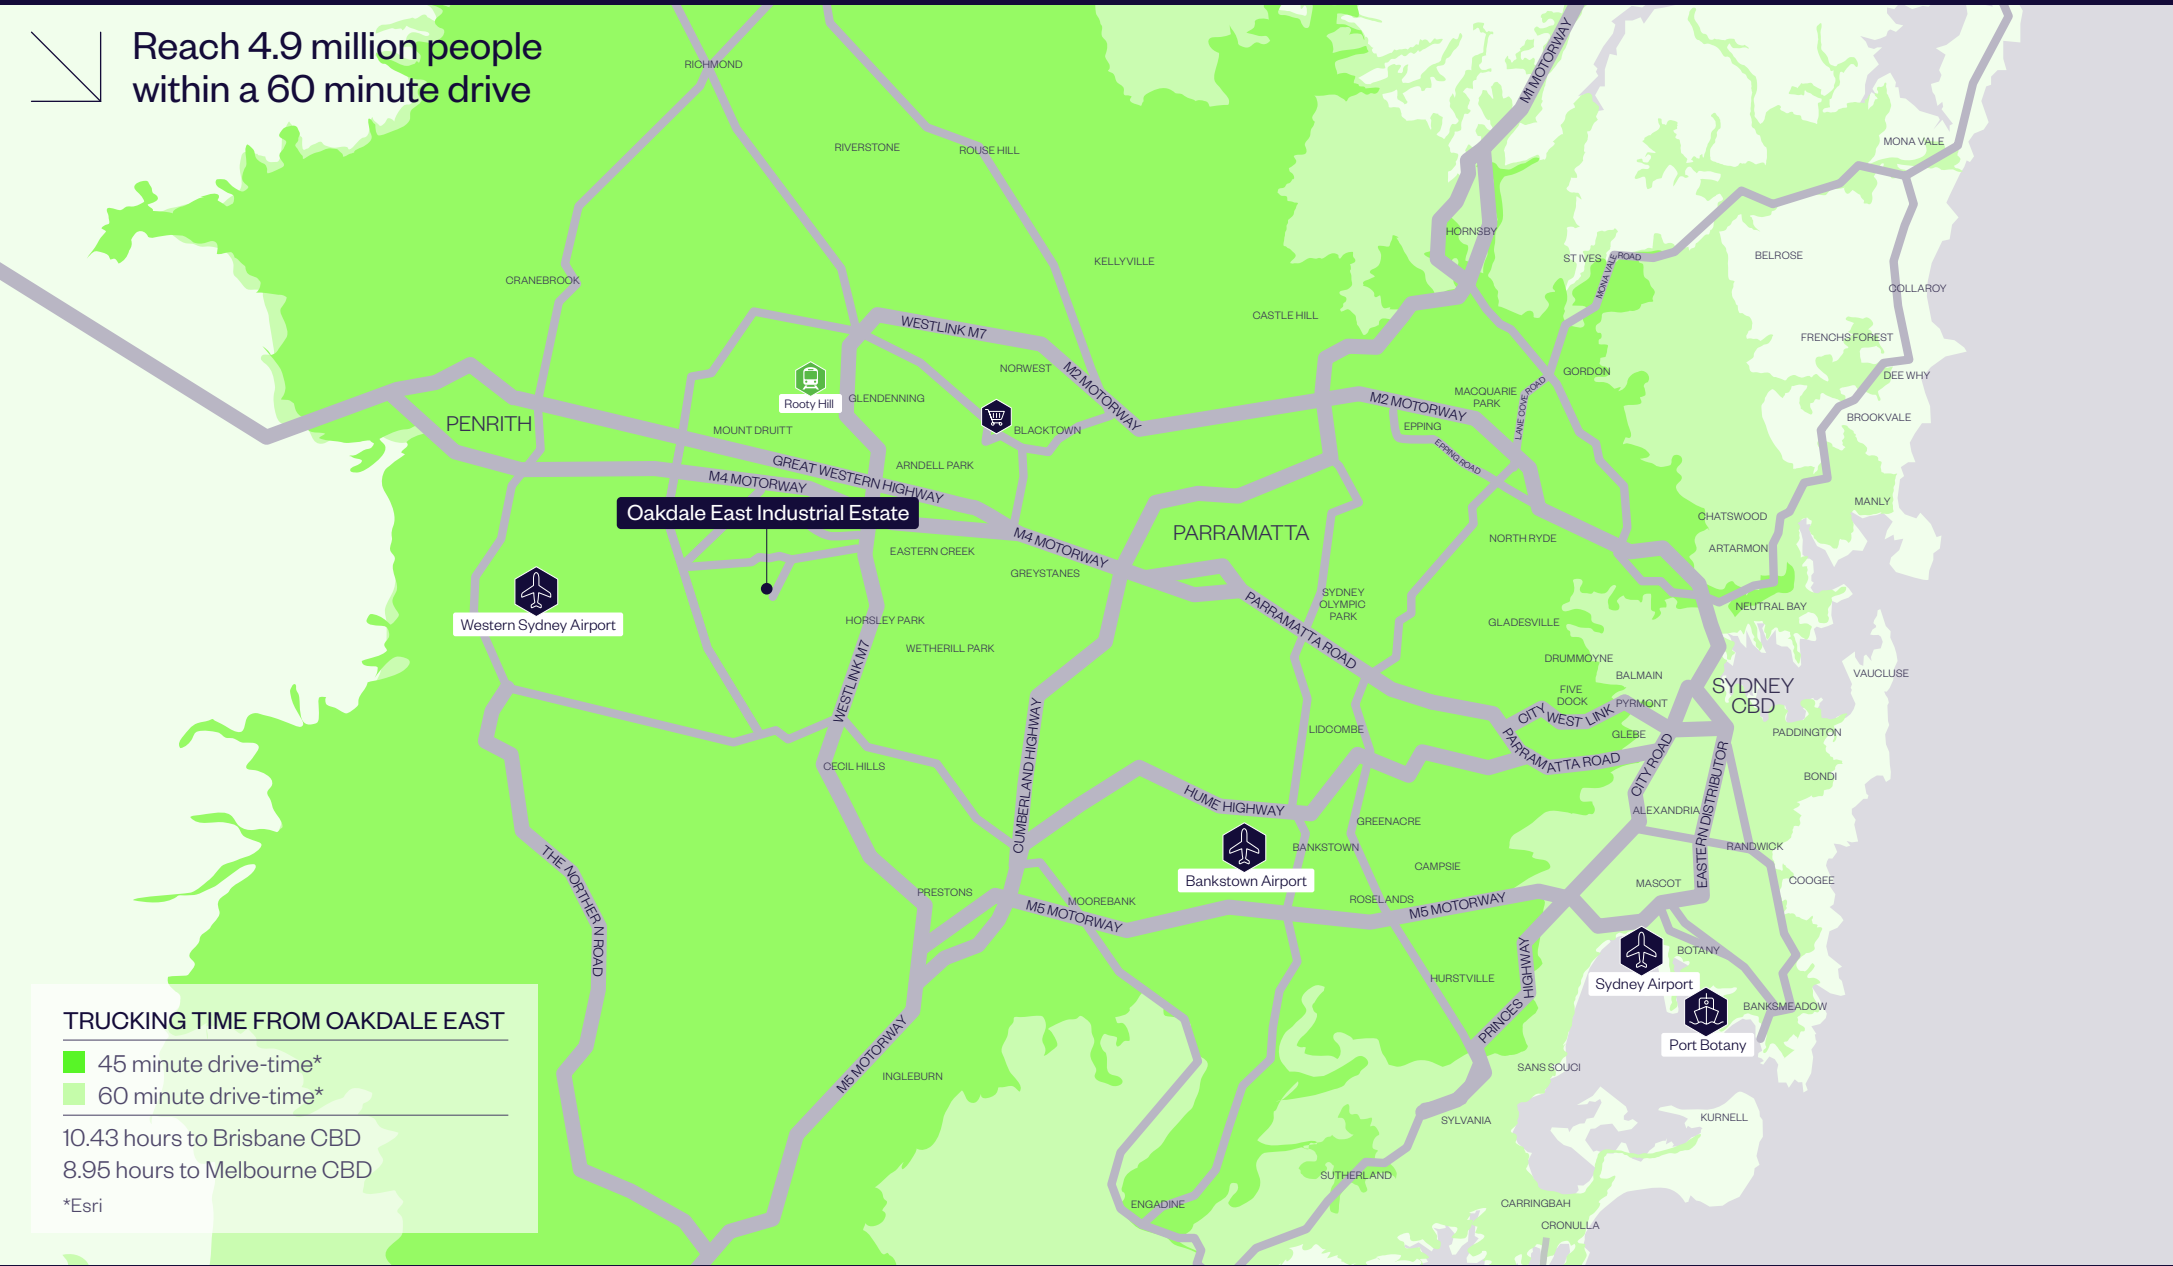 Reach 4.9 million people
within a 60 minute drive
RICHMOND
RIVERSTONE
ROUSE HILL
M1 MOTORWAY
MONA VALE
HORNSBY
ST IVES
MONA VALE ROAD
BELROSE
KELLYVILLE
CRANEBROOK
COLLAROY
CASTLE HILL
WESTLINK M7
FRENCHS FOREST
NORWEST
M2 MOTORWAY
GORDON
DEE WHY
MACQUARIE
PARK
LANE COVE ROAD
Rooty Hill
GLENDENNING
M2 MOTORWAY
BROOKVALE
PENRITH
MOUNT DRUITT
BLACKTOWN
EPPING
EPPING ROAD
ARNDELL PARK
GREAT WESTERN HIGHWAY
M4 MOTORWAY
MANLY
Oakdale East Industrial Estate
CHATSWOOD
PARRAMATTA
NORTH RYDE
M4 MOTORWAY
EASTERN CREEK
ARTARMON
GREYSTANES
SYDNEY
OLYMPIC
PARK
NEUTRAL BAY
Western Sydney Airport
HORSLEY PARK
PARRAMATTA ROAD
GLADESVILLE
WETHERILL PARK
DRUMMOYNE
BALMAIN
VAUCLUSE
WESTLINK M7
FIVE
DOCK
PYRMONT
SYDNEY
CBD
CITY WEST LINK
LIDCOMBE
GLEBE
PADDINGTON
PARRAMATTA ROAD
CUMBERLAND HIGHWAY
CITY ROAD
CECIL HILLS
BONDI
HUME HIGHWAY
ALEXANDRIA
EASTERN DISTRIBUTOR
GREENACRE
BANKSTOWN
RANDWICK
Bankstown Airport
CAMPSIE
THE NORTHERN ROAD
MASCOT
COOGEE
PRESTONS
MOOREBANK
ROSELANDS
M5 MOTORWAY
M5 MOTORWAY
BOTANY
PRINCES HIGHWAY
HURSTVILLE
Sydney Airport
BANKSMEADOW
Port Botany
M5 MOTORWAY
INGLEBURN
SANS SOUCI
SYLVANIA
KURNELL
SUTHERLAND
ENGADINE
CARRINGBAH
CRONULLA
TRUCKING TIME FROM OAKDALE EAST
45 minute drive-time*
60 minute drive-time*
10.43 hours to Brisbane CBD
8.95 hours to Melbourne CBD
*Esri